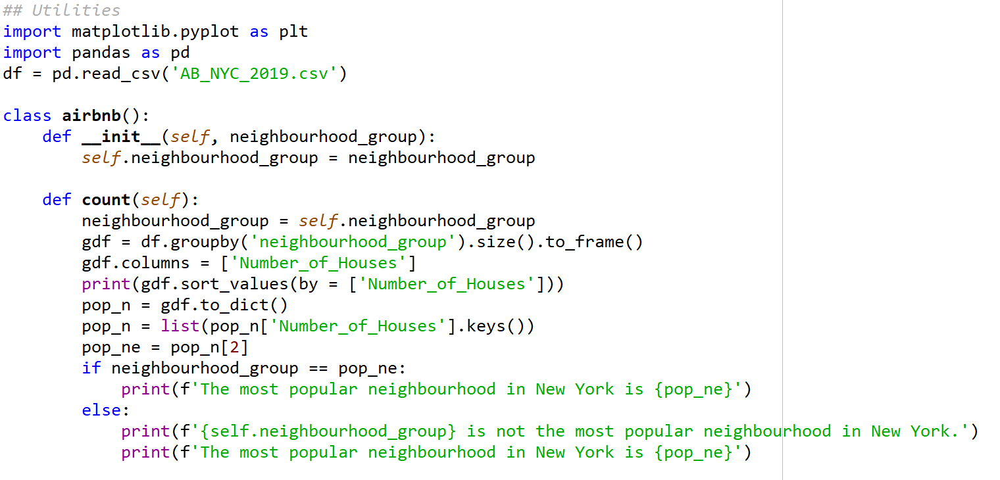 ## Utilities
import matplotlib.pyplot as plt
import pandas as pd
df = pd.read_csv('AB_NYC_2019.csv')
class airbnb():
    def __init__(self, neighbourhood_group):
        self.neighbourhood_group = neighbourhood_group
    def count(self):
        neighbourhood_group = self.neighbourhood_group
        gdf = df.groupby('neighbourhood_group').size().to_frame()
        gdf.columns = ['Number_of_Houses']
        print(gdf.sort_values(by = ['Number_of_Houses']))
        pop_n = gdf.to_dict()
        pop_n = list(pop_n['Number_of_Houses'].keys())
        pop_ne = pop_n[2]
        if neighbourhood_group == pop_ne:
            print(f'The most popular neighbourhood in New York is {pop_ne}')
        else:
            print(f'{self.neighbourhood_group} is not the most popular neighbourhood in New York.')
            print(f'The most popular neighbourhood in New York is {pop_ne}')